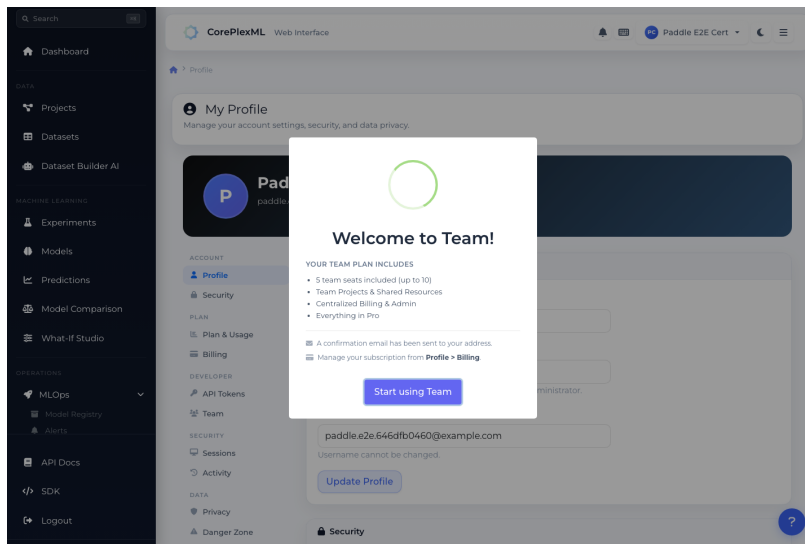 Search
Dashboard
DATA
Projects
Datasets
Dataset Builder AI
MACHINE LEARNING
Experiments
Models
Predictions
Model Comparison
What-If Studio
OPERATIONS
MLOps
Model Registry
Alerts
API Docs
SDK
Logout
CorePlexML Web Interface
PC Paddle E2E Cert
> Profile
My Profile
Manage your account settings, security, and data privacy.
P
Pad
paddle.
ACCOUNT
Profile
Security
PLAN
Plan & Usage
Billing
DEVELOPER
API Tokens
Team
SECURITY
Sessions
Activity
DATA
Privacy
Danger Zone
Welcome to Team!
YOUR TEAM PLAN INCLUDES
• 5 team seats included (up to 10)
• Team Projects & Shared Resources
• Centralized Billing & Admin
• Everything in Pro
A confirmation email has been sent to your address.
Manage your subscription from Profile > Billing.
Start using Team
ministrator.
paddle.e2e.646dfb0460@example.com
Username cannot be changed.
Update Profile
Security
?